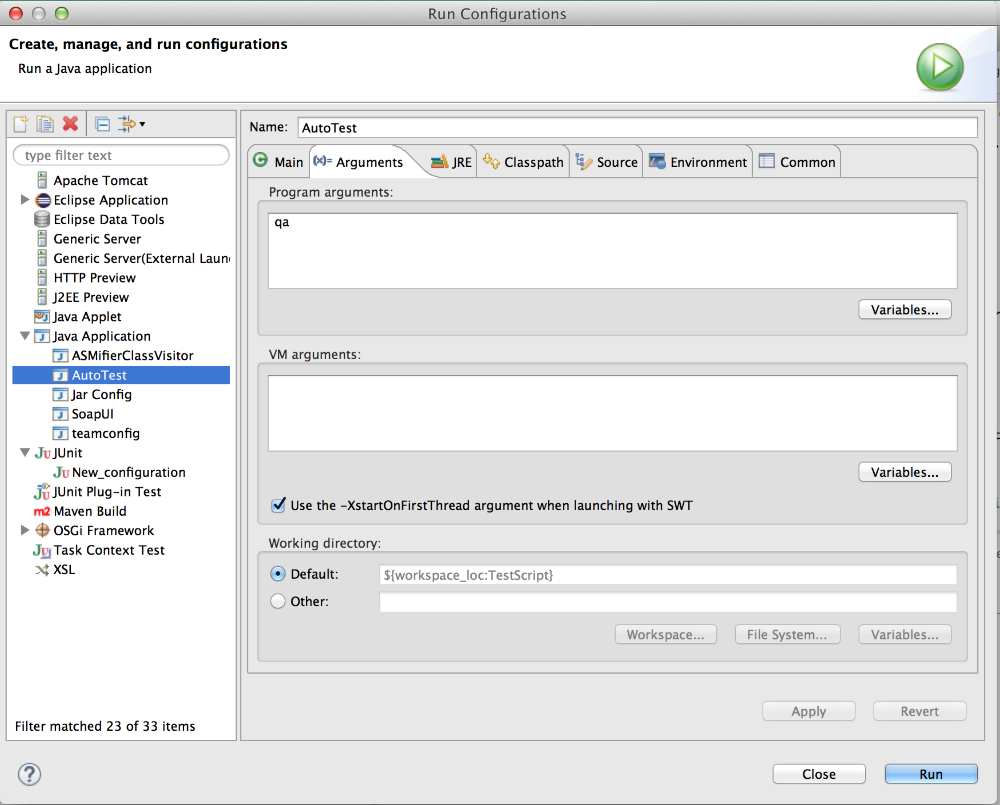 Run Configurations
Create, manage, and run configurations
Run a Java application
type filter text
Apache Tomcat
Eclipse Application
Eclipse Data Tools
Generic Server
Generic Server(External Laun
HTTP Preview
J2EE Preview
Java Applet
Java Application
ASMifierClassVisitor
AutoTest
Jar Config
SoapUI
teamconfig
JUnit
New_configuration
JUnit Plug-in Test
Maven Build
OSGi Framework
Task Context Test
XSL
Filter matched 23 of 33 items
Name: AutoTest
Main (x)= Arguments JRE Classpath Source Environment Common
Program arguments:
qa
Variables...
VM arguments:
Variables...
Use the -XstartOnFirstThread argument when launching with SWT
Working directory:
Default: ${workspace_loc:TestScript}
Other:
Workspace... File System... Variables...
Apply Revert
Close Run